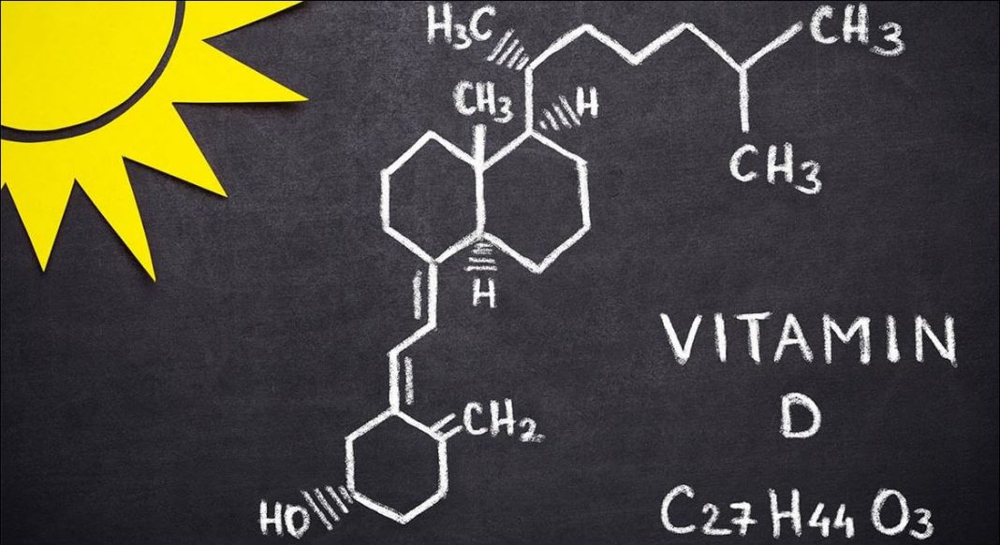 H₃C
CH₃
CH₃
H
CH₃
H
CH₂
HO
VITAMIN
D
C₂₇H₄₄O₃